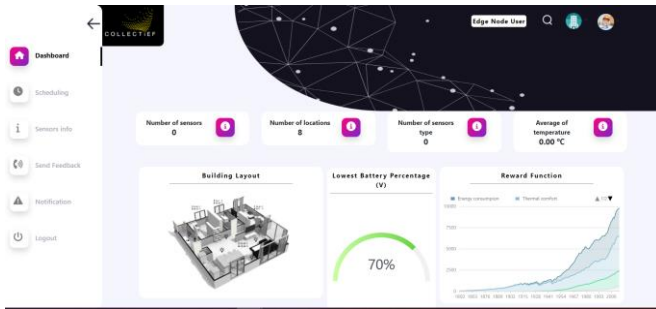 COLLECTiEF
Edge Node User
Dashboard
Scheduling
Sensors info
Send Feedback
Notification
Logout
Number of sensors
0
Number of locations
8
Number of sensors
type
0
Average of
temperature
0.00 °C
Building Layout
Lowest Battery Percentage
(V)
70%
Reward Function
Energy consumption
Thermal comfort
1/2